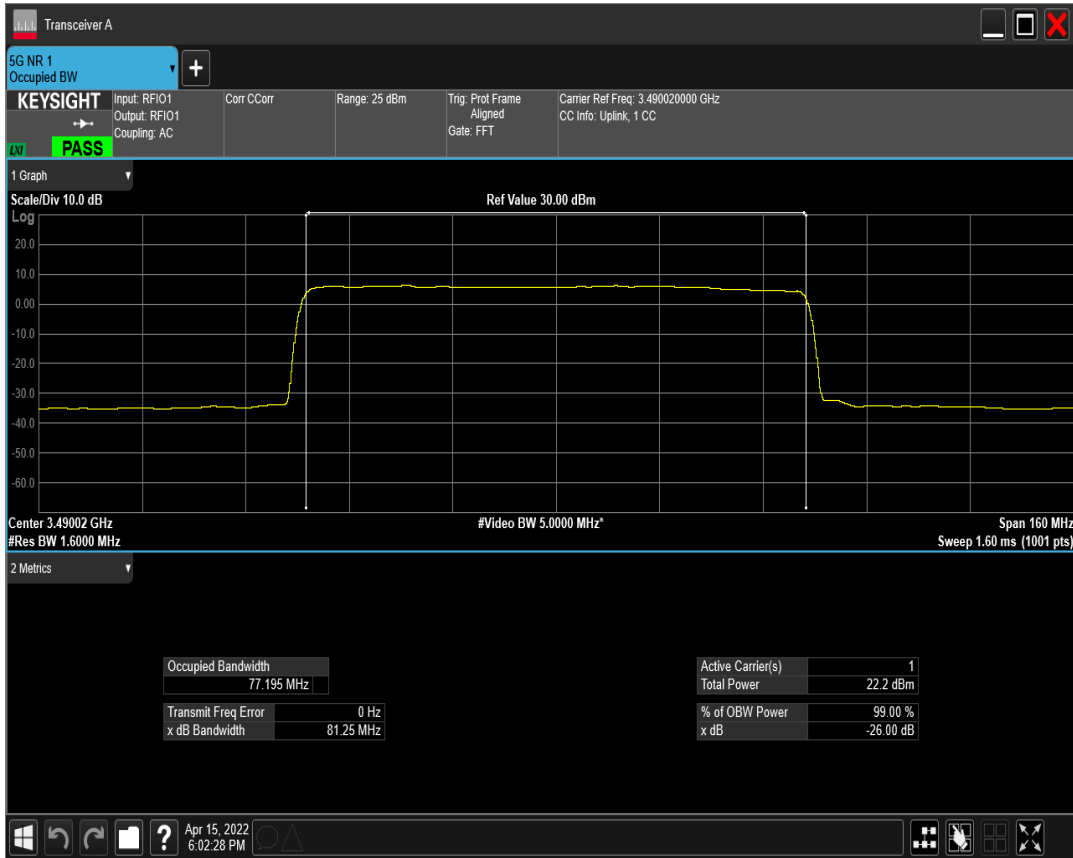 Transceiver A
5G NR 1
Occupied BW
+
KEYSIGHT
LXI
PASS
Input: RFIO1
Output: RFIO1
Coupling: AC
Corr CCorr
Range: 25 dBm
Trig: Prot Frame
Aligned
Gate: FFT
Carrier Ref Freq: 3.490020000 GHz
CC Info: Uplink, 1 CC
1 Graph
Scale/Div 10.0 dB
Ref Value 30.00 dBm
Log
20.0
10.0
0.00
-10.0
-20.0
-30.0
-40.0
-50.0
-60.0
Center 3.49002 GHz
#Video BW 5.0000 MHz*
Span 160 MHz
#Res BW 1.6000 MHz
Sweep 1.60 ms (1001 pts)
2 Metrics
Occupied Bandwidth
77.195 MHz
Transmit Freq Error 0 Hz
x dB Bandwidth 81.25 MHz
Active Carrier(s) 1
Total Power 22.2 dBm
% of OBW Power 99.00 %
x dB -26.00 dB
?
Apr 15, 2022
6:02:28 PM